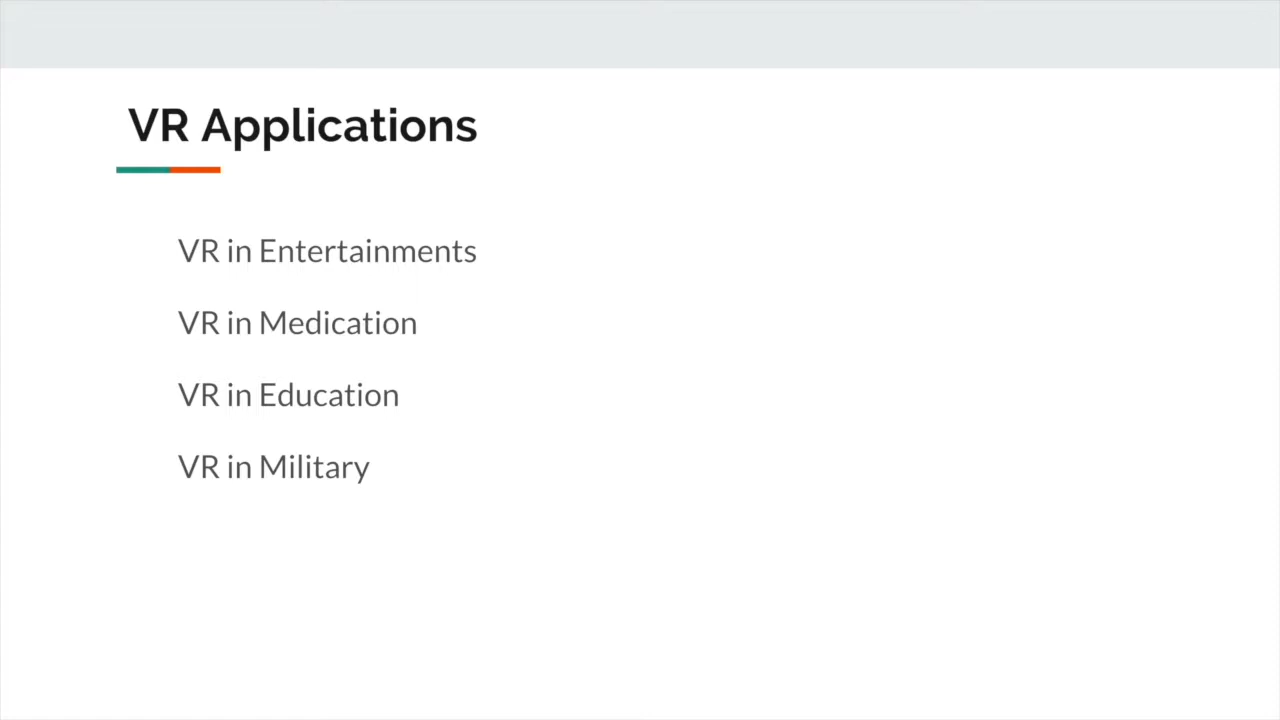 VR Applications
VR in Entertainments
VR in Medication
VR in Education
VR in Military